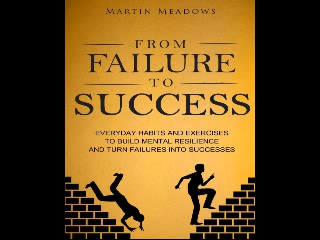 MARTIN MEADOWS
FROM
FAILURE
TO
SUCCESS
EVERYDAY HABITS AND EXERCISES
TO BUILD MENTAL RESILIENCE
AND TURN FAILURES INTO SUCCESSES